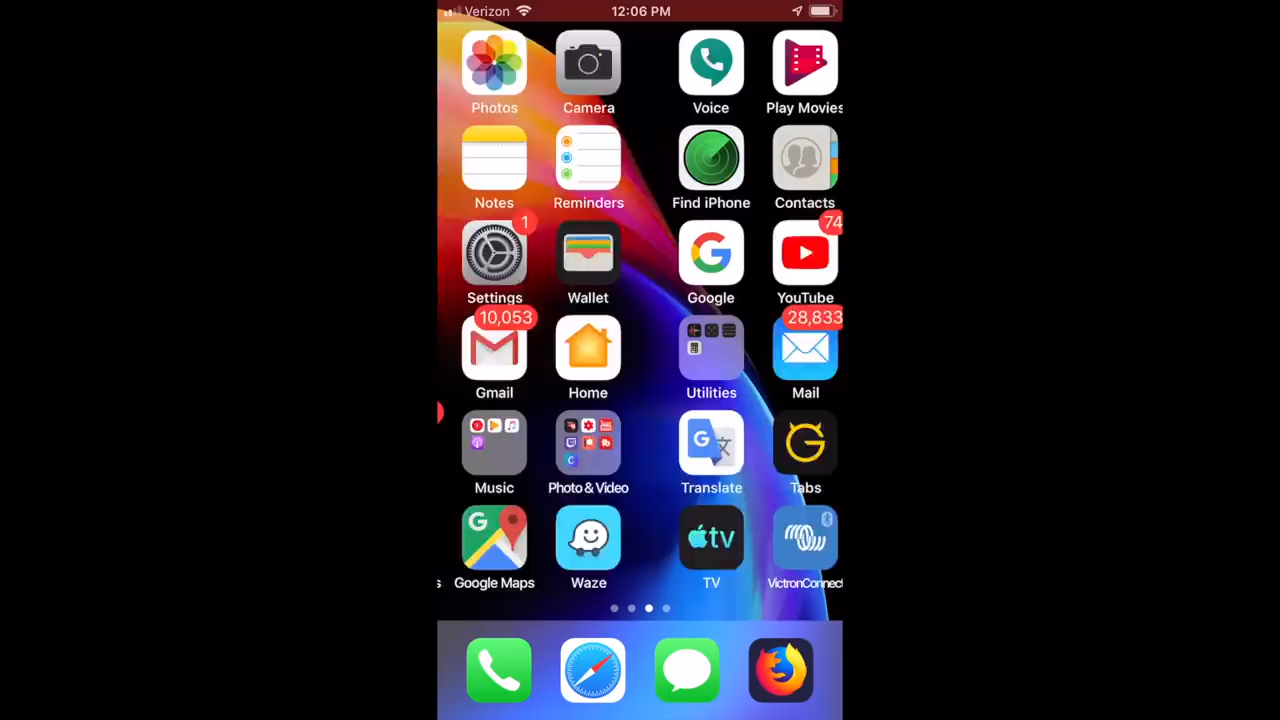 Verizon 12:06 PM
Photos Camera Voice Play Movies
Notes Reminders Find iPhone Contacts
1 74
Settings Wallet Google YouTube
10,053 28,833
Gmail Home Utilities Mail
Music Photo & Video Translate Tabs
tv
s Google Maps Waze TV VictronConnect